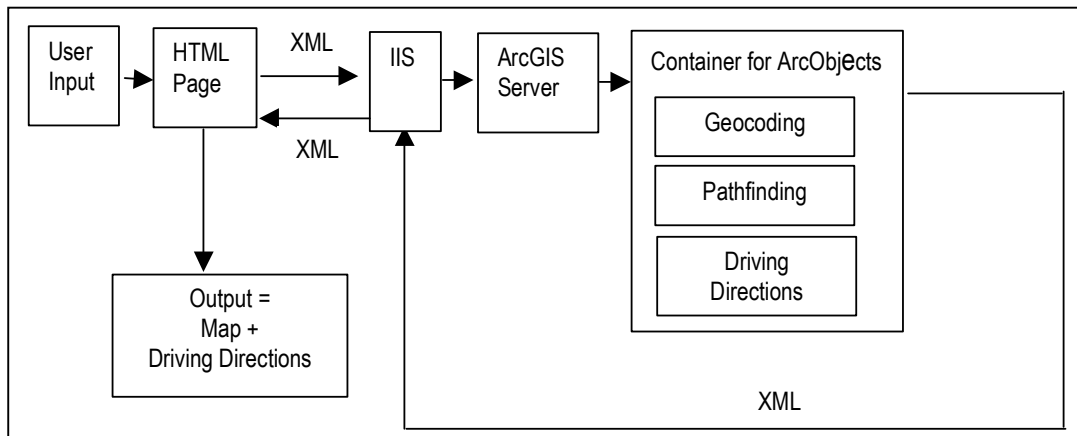 User
Input
HTML
Page
XML
XML
IIS
ArcGIS
Server
Container for ArcObjects
Geocoding
Pathfinding
Driving
Directions
Output =
Map +
Driving Directions
XML